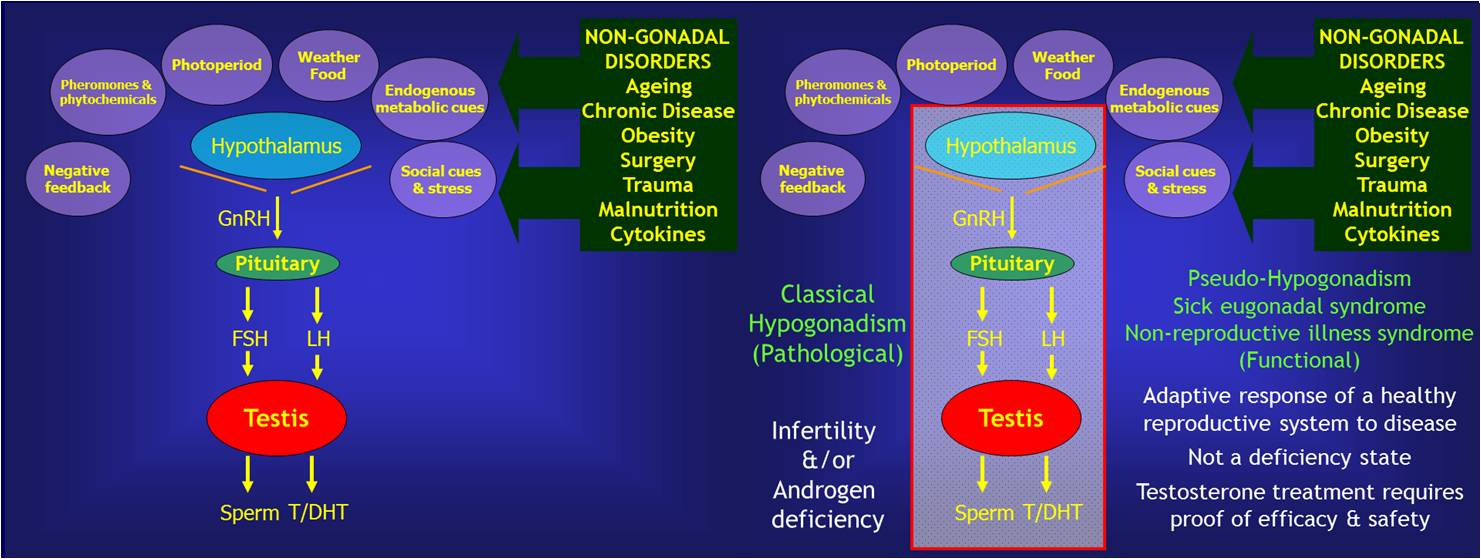 Pheromones &
phytochemicals
Photoperiod
Weather
Food
Endogenous
metabolic cues
Negative
feedback
Hypothalamus
Social cues
& stress
NON-GONADAL
DISORDERS
Ageing
Chronic Disease
Obesity
Surgery
Trauma
Malnutrition
Cytokines
GnRH
Pituitary
FSH
LH
Testis
Sperm
T/DHT
Pheromones &
phytochemicals
Photoperiod
Weather
Food
Endogenous
metabolic cues
Negative
feedback
Hypothalamus
Social cues
& stress
NON-GONADAL
DISORDERS
Ageing
Chronic Disease
Obesity
Surgery
Trauma
Malnutrition
Cytokines
GnRH
Pituitary
FSH
LH
Testis
Sperm
T/DHT
Classical
Hypogonadism
(Pathological)
Infertility
&/or
Androgen
deficiency
Pseudo-Hypogonadism
Sick eugonadal syndrome
Non-reproductive illness syndrome
(Functional)
Adaptive response of a healthy
reproductive system to disease
Not a deficiency state
Testosterone treatment requires
proof of efficacy & safety